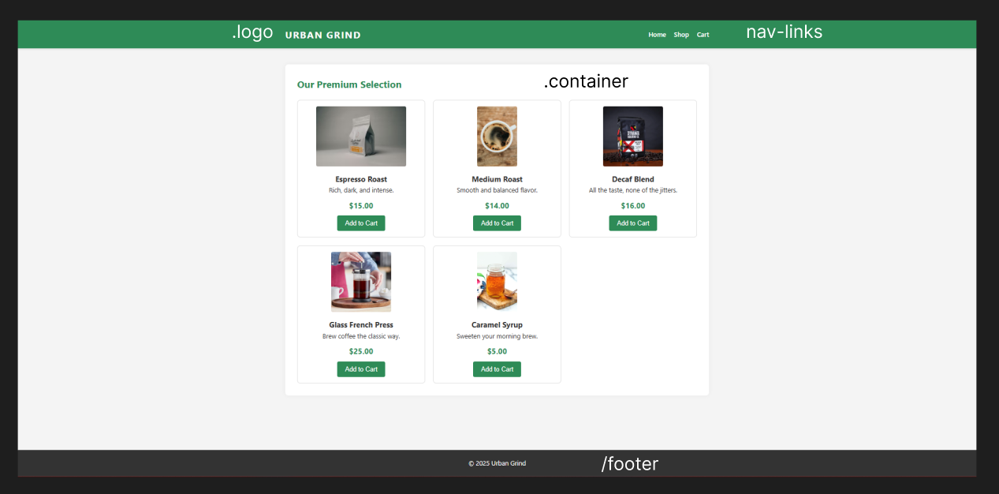 .logo URBAN GRIND Home Shop Cart nav-links
Our Premium Selection .container
Espresso Roast Medium Roast Decaf Blend
Rich, dark, and intense. Smooth and balanced flavor. All the taste, none of the jitters.
$15.00 $14.00 $16.00
Add to Cart Add to Cart Add to Cart
Glass French Press Caramel Syrup
Brew coffee the classic way. Sweeten your morning brew.
$25.00 $5.00
Add to Cart Add to Cart
© 2025 Urban Grind /footer